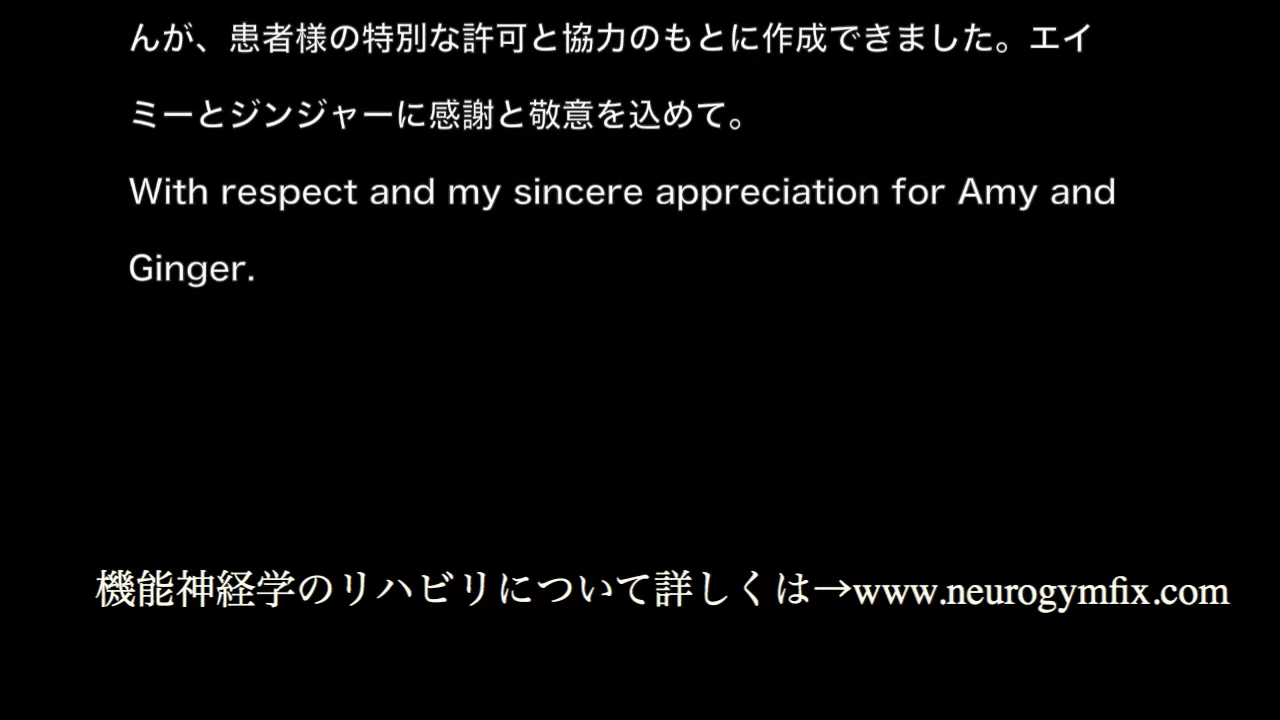 んが、患者様の特別な許可と協力のもとに作成できました。エイ
ミーとジンジャーに感謝と敬意を込めて。
With respect and my sincere appreciation for Amy and
Ginger.
機能神経学のリハビリについて詳しくは→www.neurogymfix.com